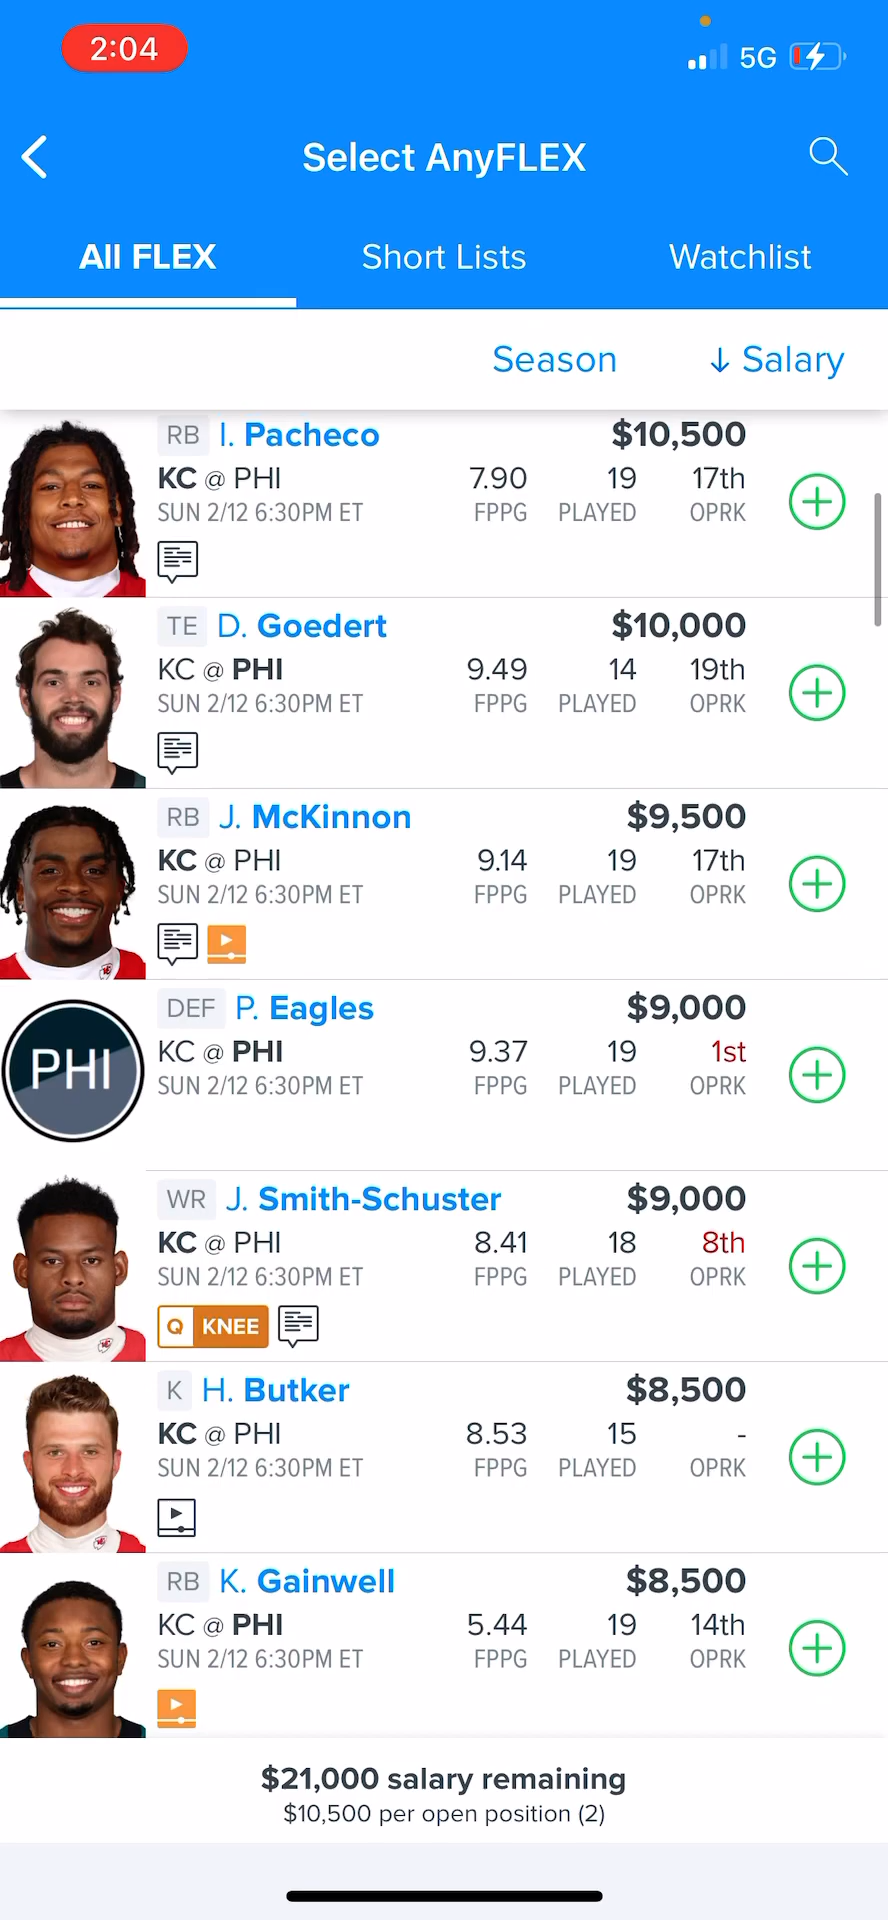 2:04
5G
Select AnyFLEX
All FLEX Short Lists Watchlist
Season ↓ Salary
RB I. Pacheco $10,500
KC @ PHI 7.90 19 17th
SUN 2/12 6:30PM ET FPPG PLAYED OPRK
TE D. Goedert $10,000
KC @ PHI 9.49 14 19th
SUN 2/12 6:30PM ET FPPG PLAYED OPRK
RB J. McKinnon $9,500
KC @ PHI 9.14 19 17th
SUN 2/12 6:30PM ET FPPG PLAYED OPRK
PHI
DEF P. Eagles $9,000
KC @ PHI 9.37 19 1st
SUN 2/12 6:30PM ET FPPG PLAYED OPRK
WR J. Smith-Schuster $9,000
KC @ PHI 8.41 18 8th
SUN 2/12 6:30PM ET FPPG PLAYED OPRK
Q KNEE
K H. Butker $8,500
KC @ PHI 8.53 15 -
SUN 2/12 6:30PM ET FPPG PLAYED OPRK
RB K. Gainwell $8,500
KC @ PHI 5.44 19 14th
SUN 2/12 6:30PM ET FPPG PLAYED OPRK
$21,000 salary remaining
$10,500 per open position (2)